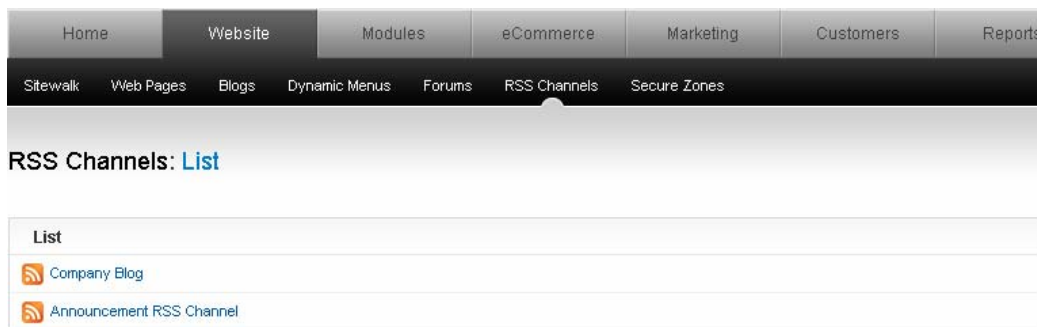 Home Website Modules eCommerce Marketing Customers Reports
Sitewalk Web Pages Blogs Dynamic Menus Forums RSS Channels Secure Zones
RSS Channels: List
List
Company Blog
Announcement RSS Channel